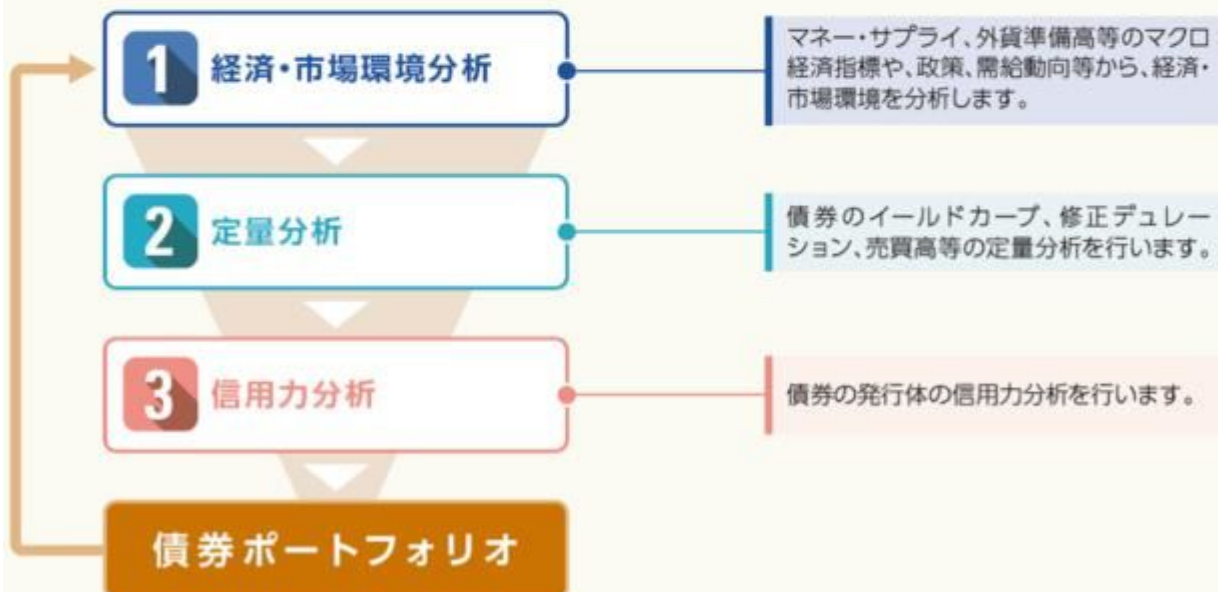 1 経済・市場環境分析
マネー・サプライ、外貨準備高等のマクロ
経済指標や、政策、需給動向等から、経済・
市場環境を分析します。
2 定量分析
債券のイールドカーブ、修正デュレー
ション、売買高等の定量分析を行います。
3 信用力分析
債券の発行体の信用力分析を行います。
債券ポートフォリオ